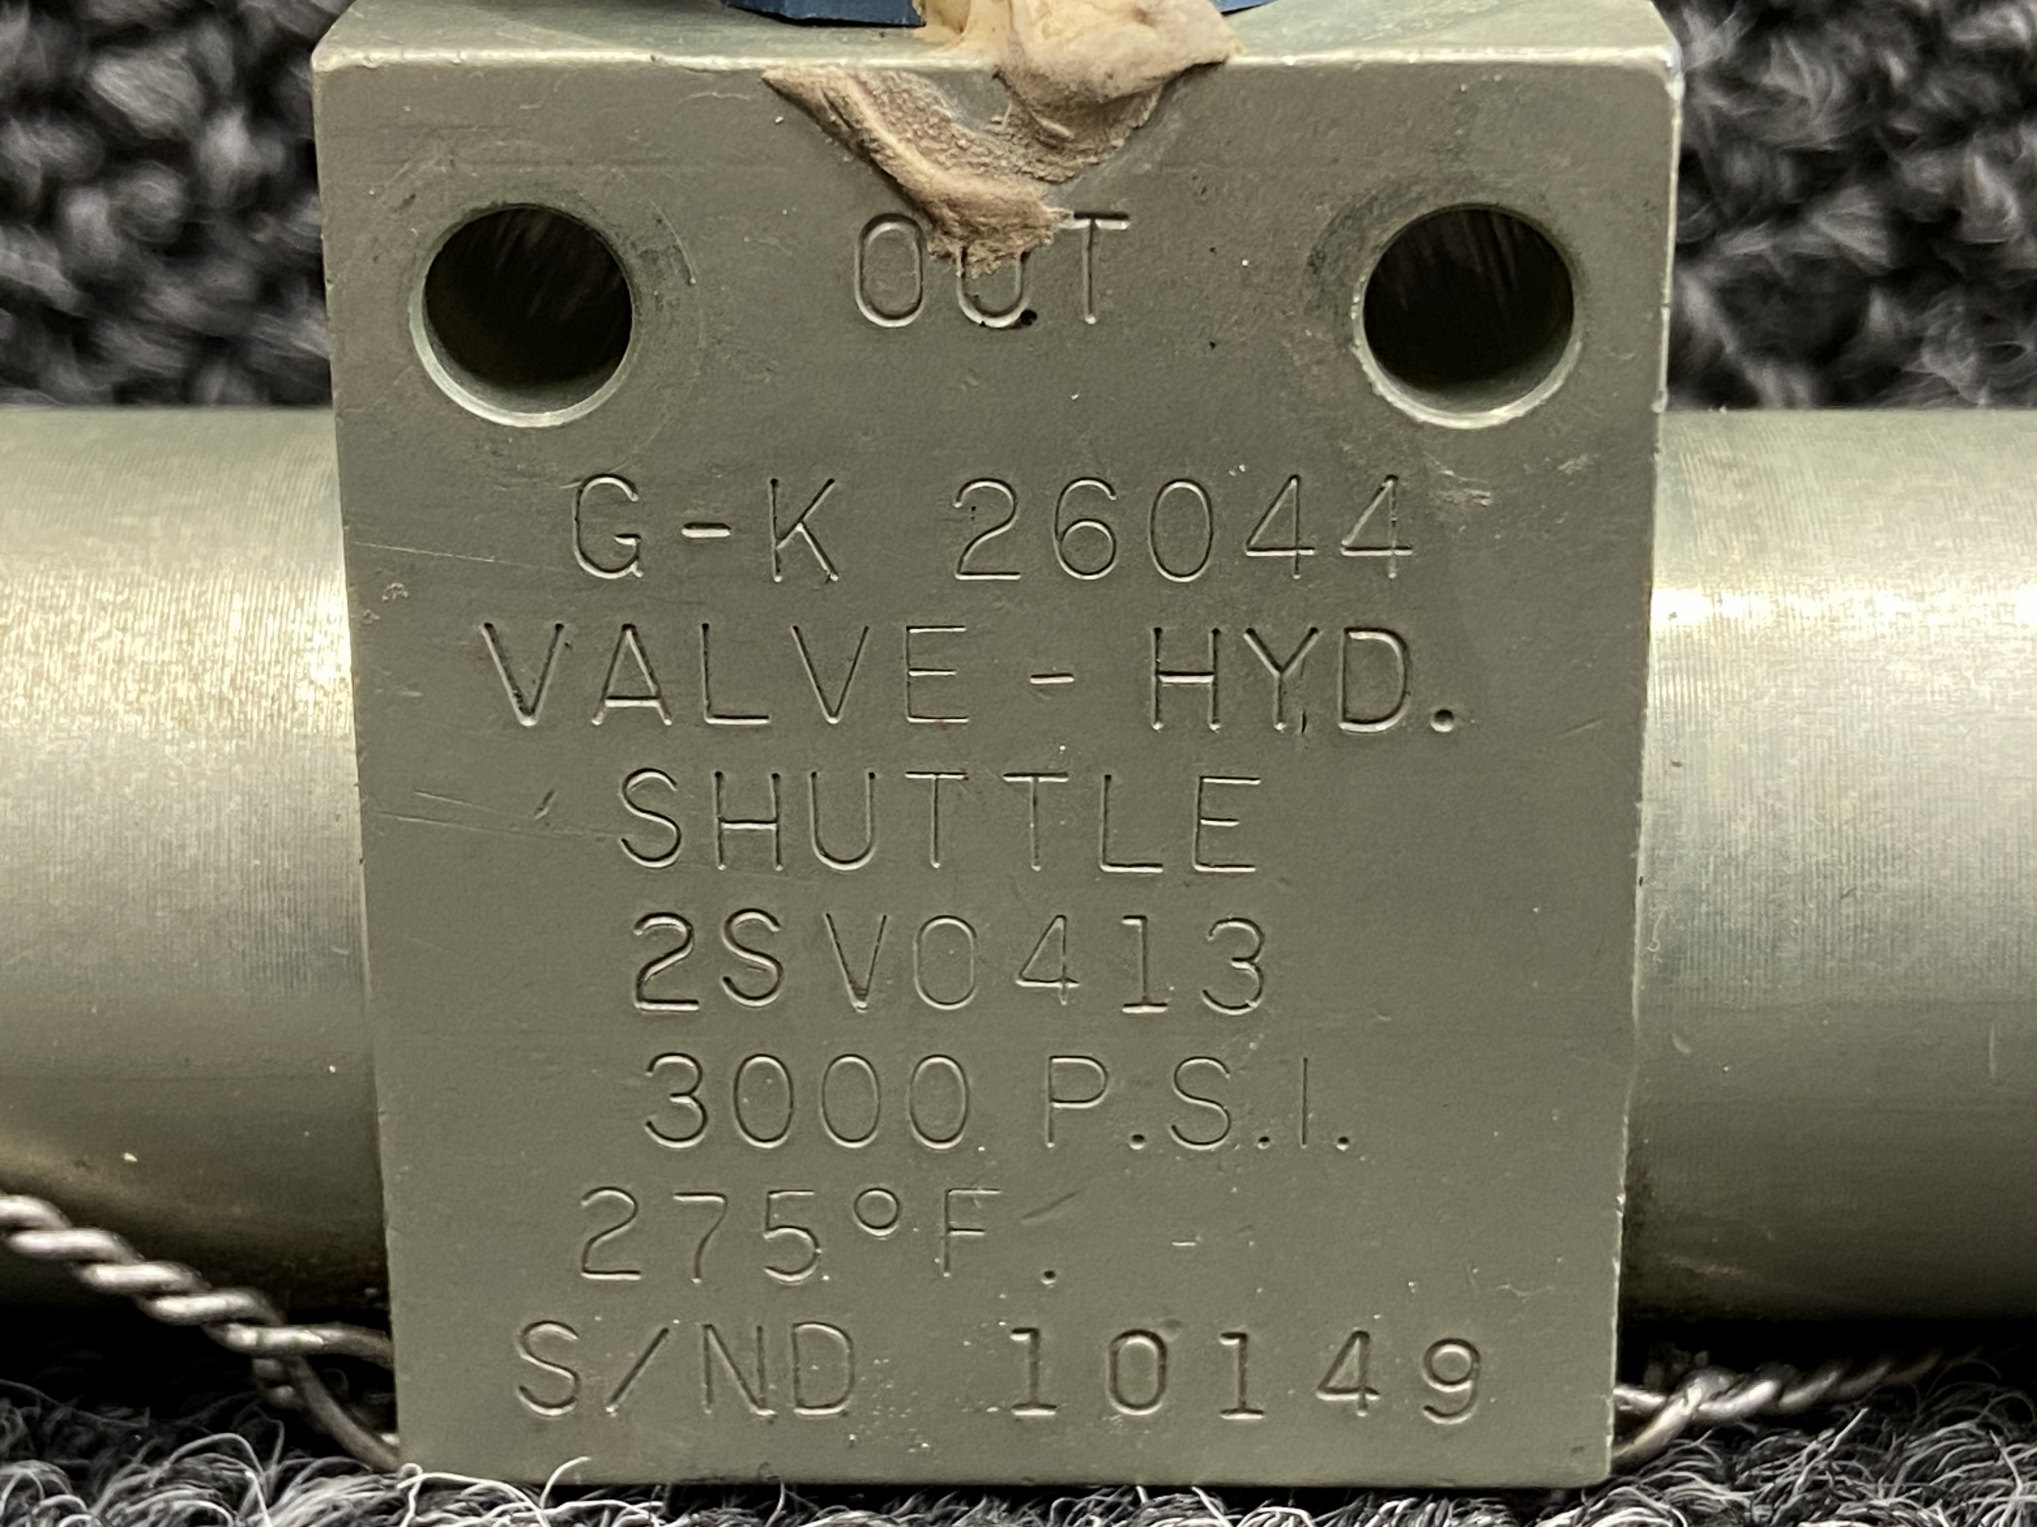 OUT
G-K 26044
VALVE - HYD.
SHUTTLE
2SV0413
3000 P.S.I.
275°F.
S/ND 10149